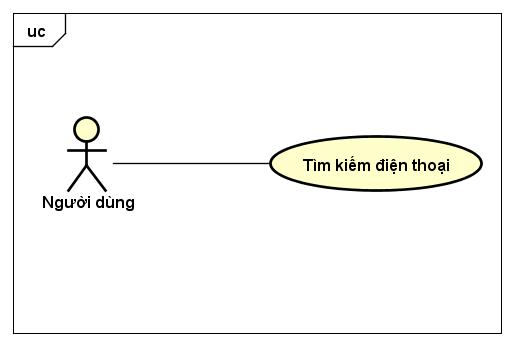 uc
Người dùng
Tìm kiếm điện thoại